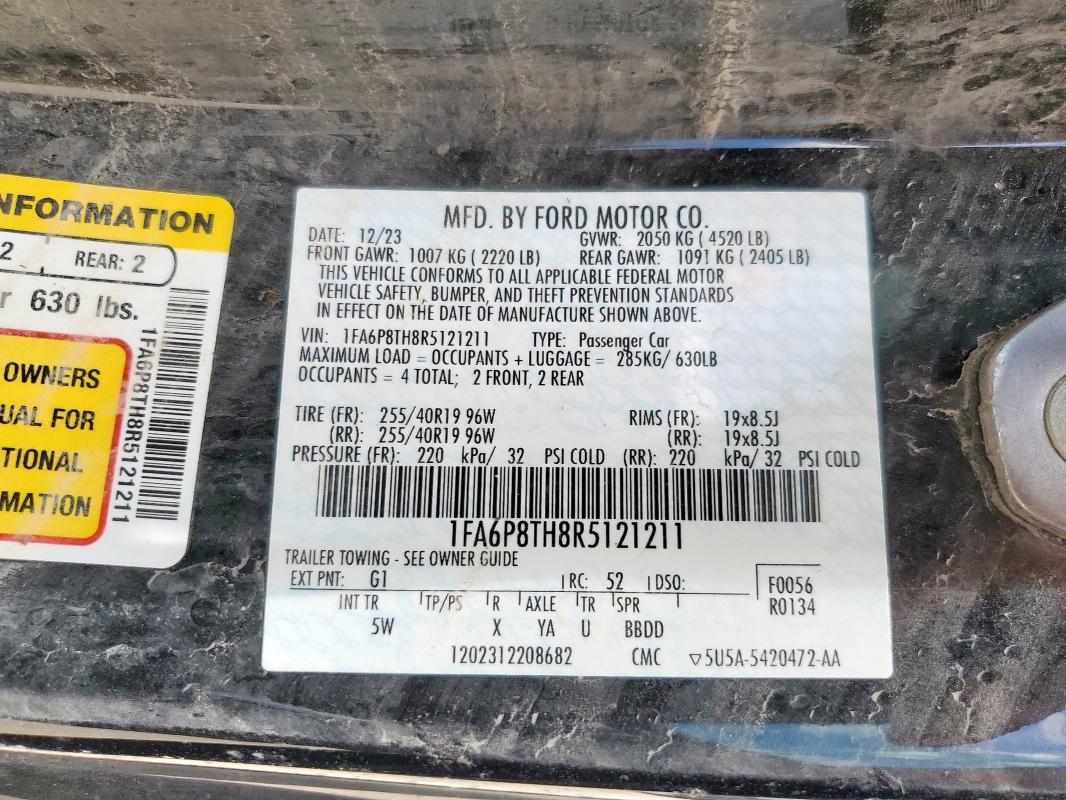 NFORMATION
2 REAR: 2
r 630 lbs.
OWNERS
UAL FOR
TIONAL
MATION
1FA6P8TH8R5121211
MFD. BY FORD MOTOR CO.
DATE: 12/23 GVWR: 2050 KG ( 4520 LB)
FRONT GAWR: 1007 KG ( 2220 LB) REAR GAWR: 1091 KG ( 2405 LB)
THIS VEHICLE CONFORMS TO ALL APPLICABLE FEDERAL MOTOR
VEHICLE SAFETY, BUMPER, AND THEFT PREVENTION STANDARDS
IN EFFECT ON THE DATE OF MANUFACTURE SHOWN ABOVE.
VIN: 1FA6P8TH8R5121211 TYPE: Passenger Car
MAXIMUM LOAD = OCCUPANTS + LUGGAGE = 285KG/ 630LB
OCCUPANTS = 4 TOTAL; 2 FRONT, 2 REAR
TIRE (FR): 255/40R19 96W RIMS (FR): 19x8.5J
(RR): 255/40R19 96W (RR): 19x8.5J
PRESSURE (FR): 220 kPa/ 32 PSI COLD (RR): 220 kPa/ 32 PSI COLD
1FA6P8TH8R5121211
TRAILER TOWING - SEE OWNER GUIDE
EXT PNT: G1 RC: 52 DSO: F0056
INT TR TP/PS R AXLE TR SPR R0134
5W X YA U BBDD
1202312208682 CMC ▽5U5A-5420472-AA